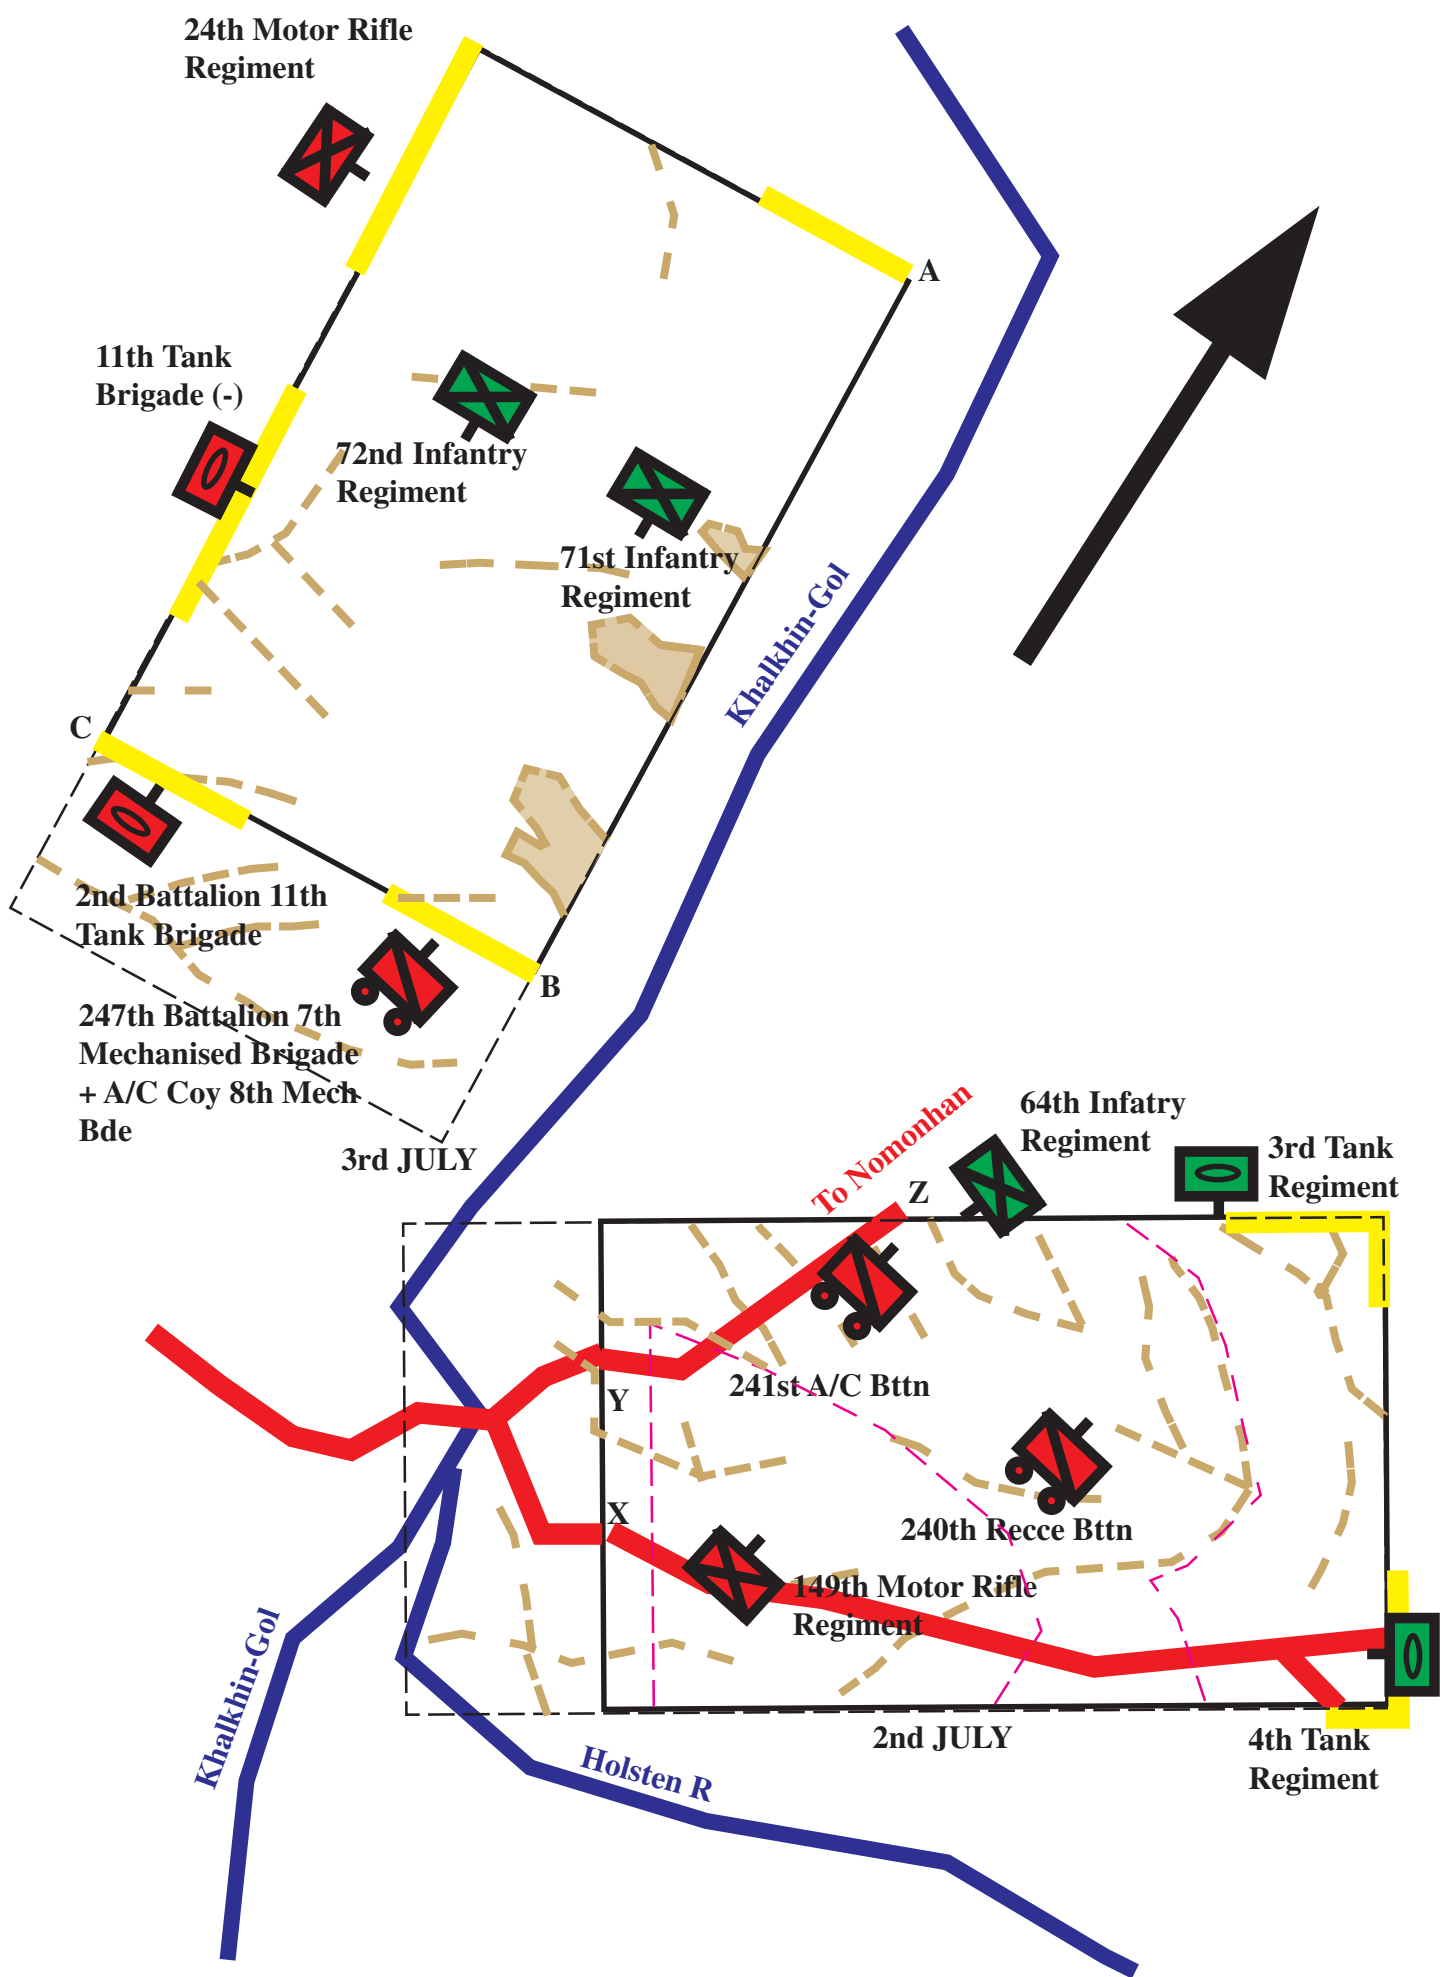 24th Motor Rifle
Regiment
A
11th Tank
Brigade (-)
72nd Infantry
Regiment
71st Infantry
Regiment
Khalkhin-Gol
C
2nd Battalion 11th
Tank Brigade
B
247th Battalion 7th
Mechanised Brigade
+ A/C Coy 8th Mech
Bde
3rd JULY
To Nomonhan
64th Infatry
Regiment
3rd Tank
Regiment
Z
241st A/C Bttn
Y
X
240th Recce Bttn
149th Motor Rifle
Regiment
Khalkhin-Gol
2nd JULY
4th Tank
Regiment
Holsten R